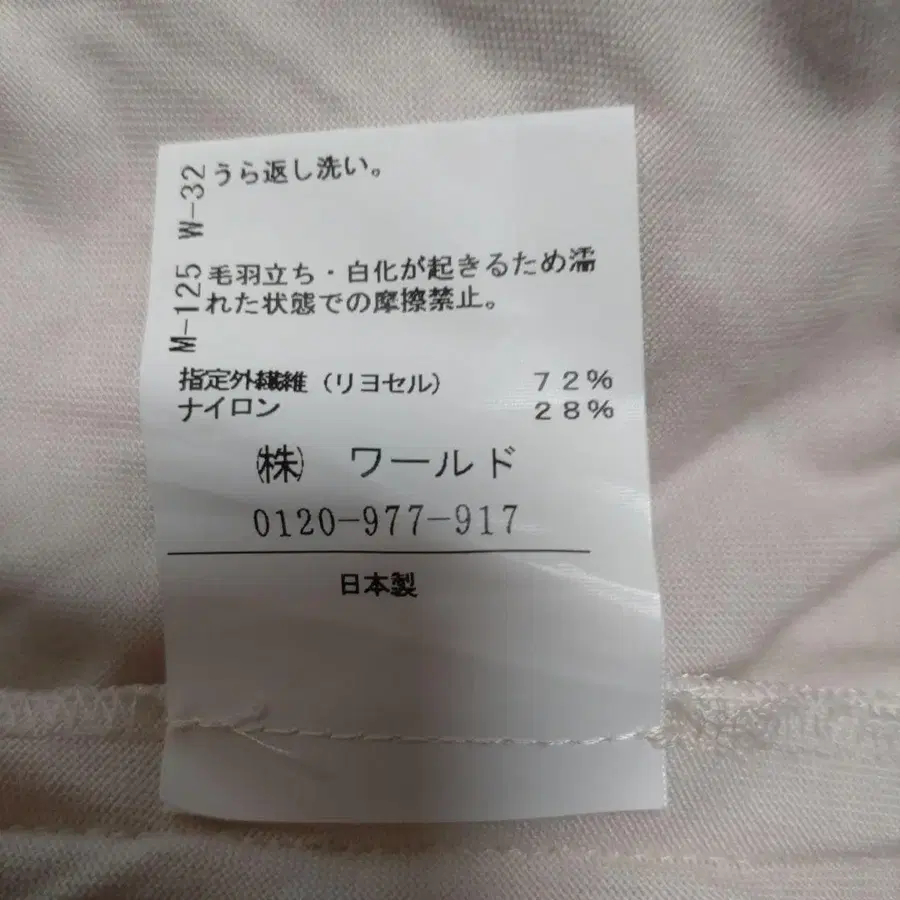 うら返し洗い。
毛羽立ち・白化が起きるため濡
れた状態での摩擦禁止。
M-125 W-32
指定外繊維（リヨセル） 72%
ナイロン 28%
㈱ ワールド
0120-977-917
日本製